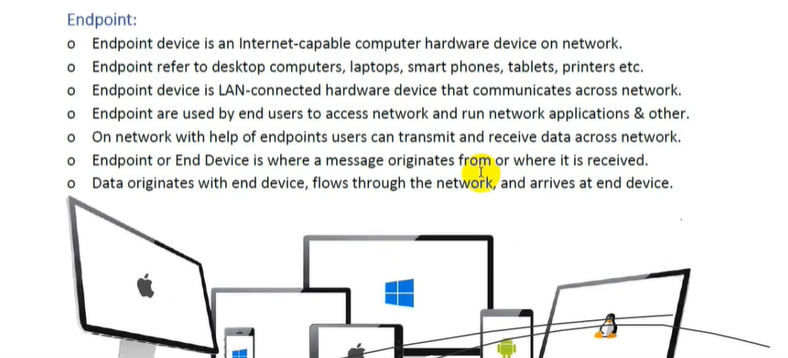 Endpoint:
o Endpoint device is an Internet-capable computer hardware device on network.
o Endpoint refer to desktop computers, laptops, smart phones, tablets, printers etc.
o Endpoint device is LAN-connected hardware device that communicates across network.
o Endpoint are used by end users to access network and run network applications & other.
o On network with help of endpoints users can transmit and receive data across network.
o Endpoint or End Device is where a message originates from or where it is received.
o Data originates with end device, flows through the network, and arrives at end device.